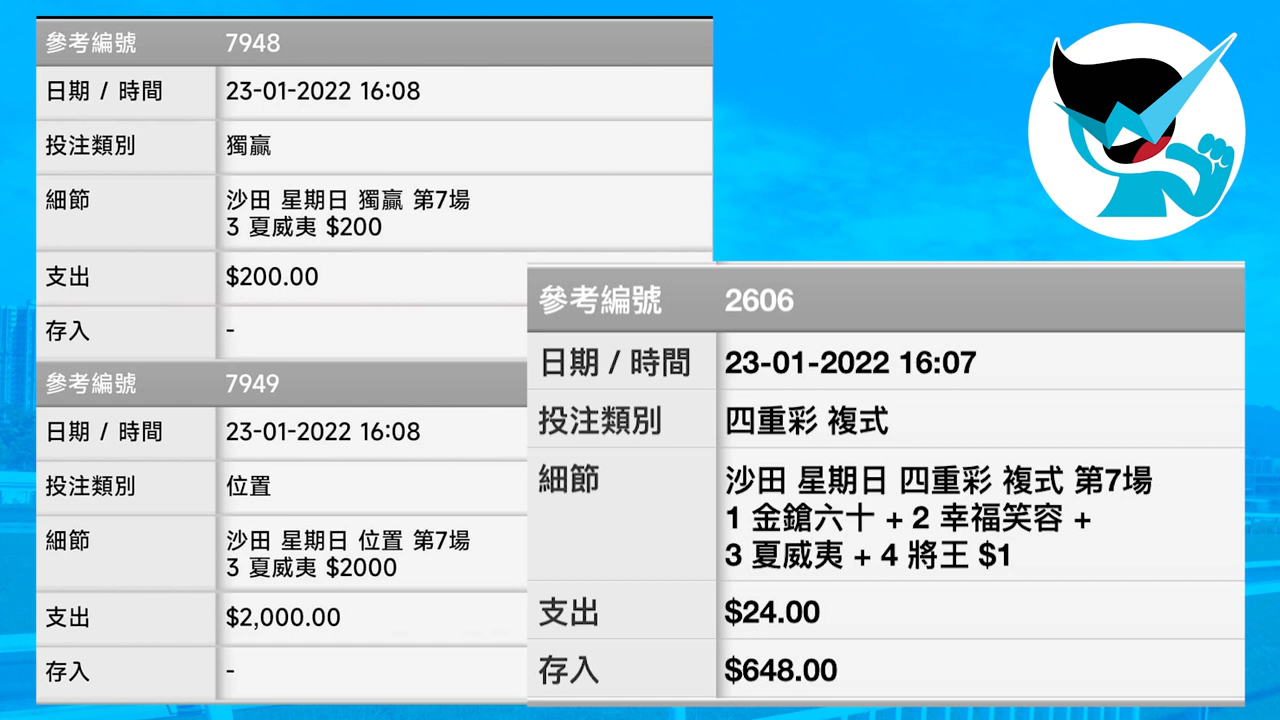 參考編號 7948
日期 / 時間 23-01-2022 16:08
投注類別 獨贏
細節 沙田 星期日 獨贏 第7場
3 夏威夷 $200
支出 $200.00
存入 -
參考編號 7949
日期 / 時間 23-01-2022 16:08
投注類別 位置
細節 沙田 星期日 位置 第7場
3 夏威夷 $2000
支出 $2,000.00
存入 -
參考編號 2606
日期 / 時間 23-01-2022 16:07
投注類別 四重彩 複式
細節 沙田 星期日 四重彩 複式 第7場
1 金鎗六十 + 2 幸福笑容 +
3 夏威夷 + 4 將王 $1
支出 $24.00
存入 $648.00